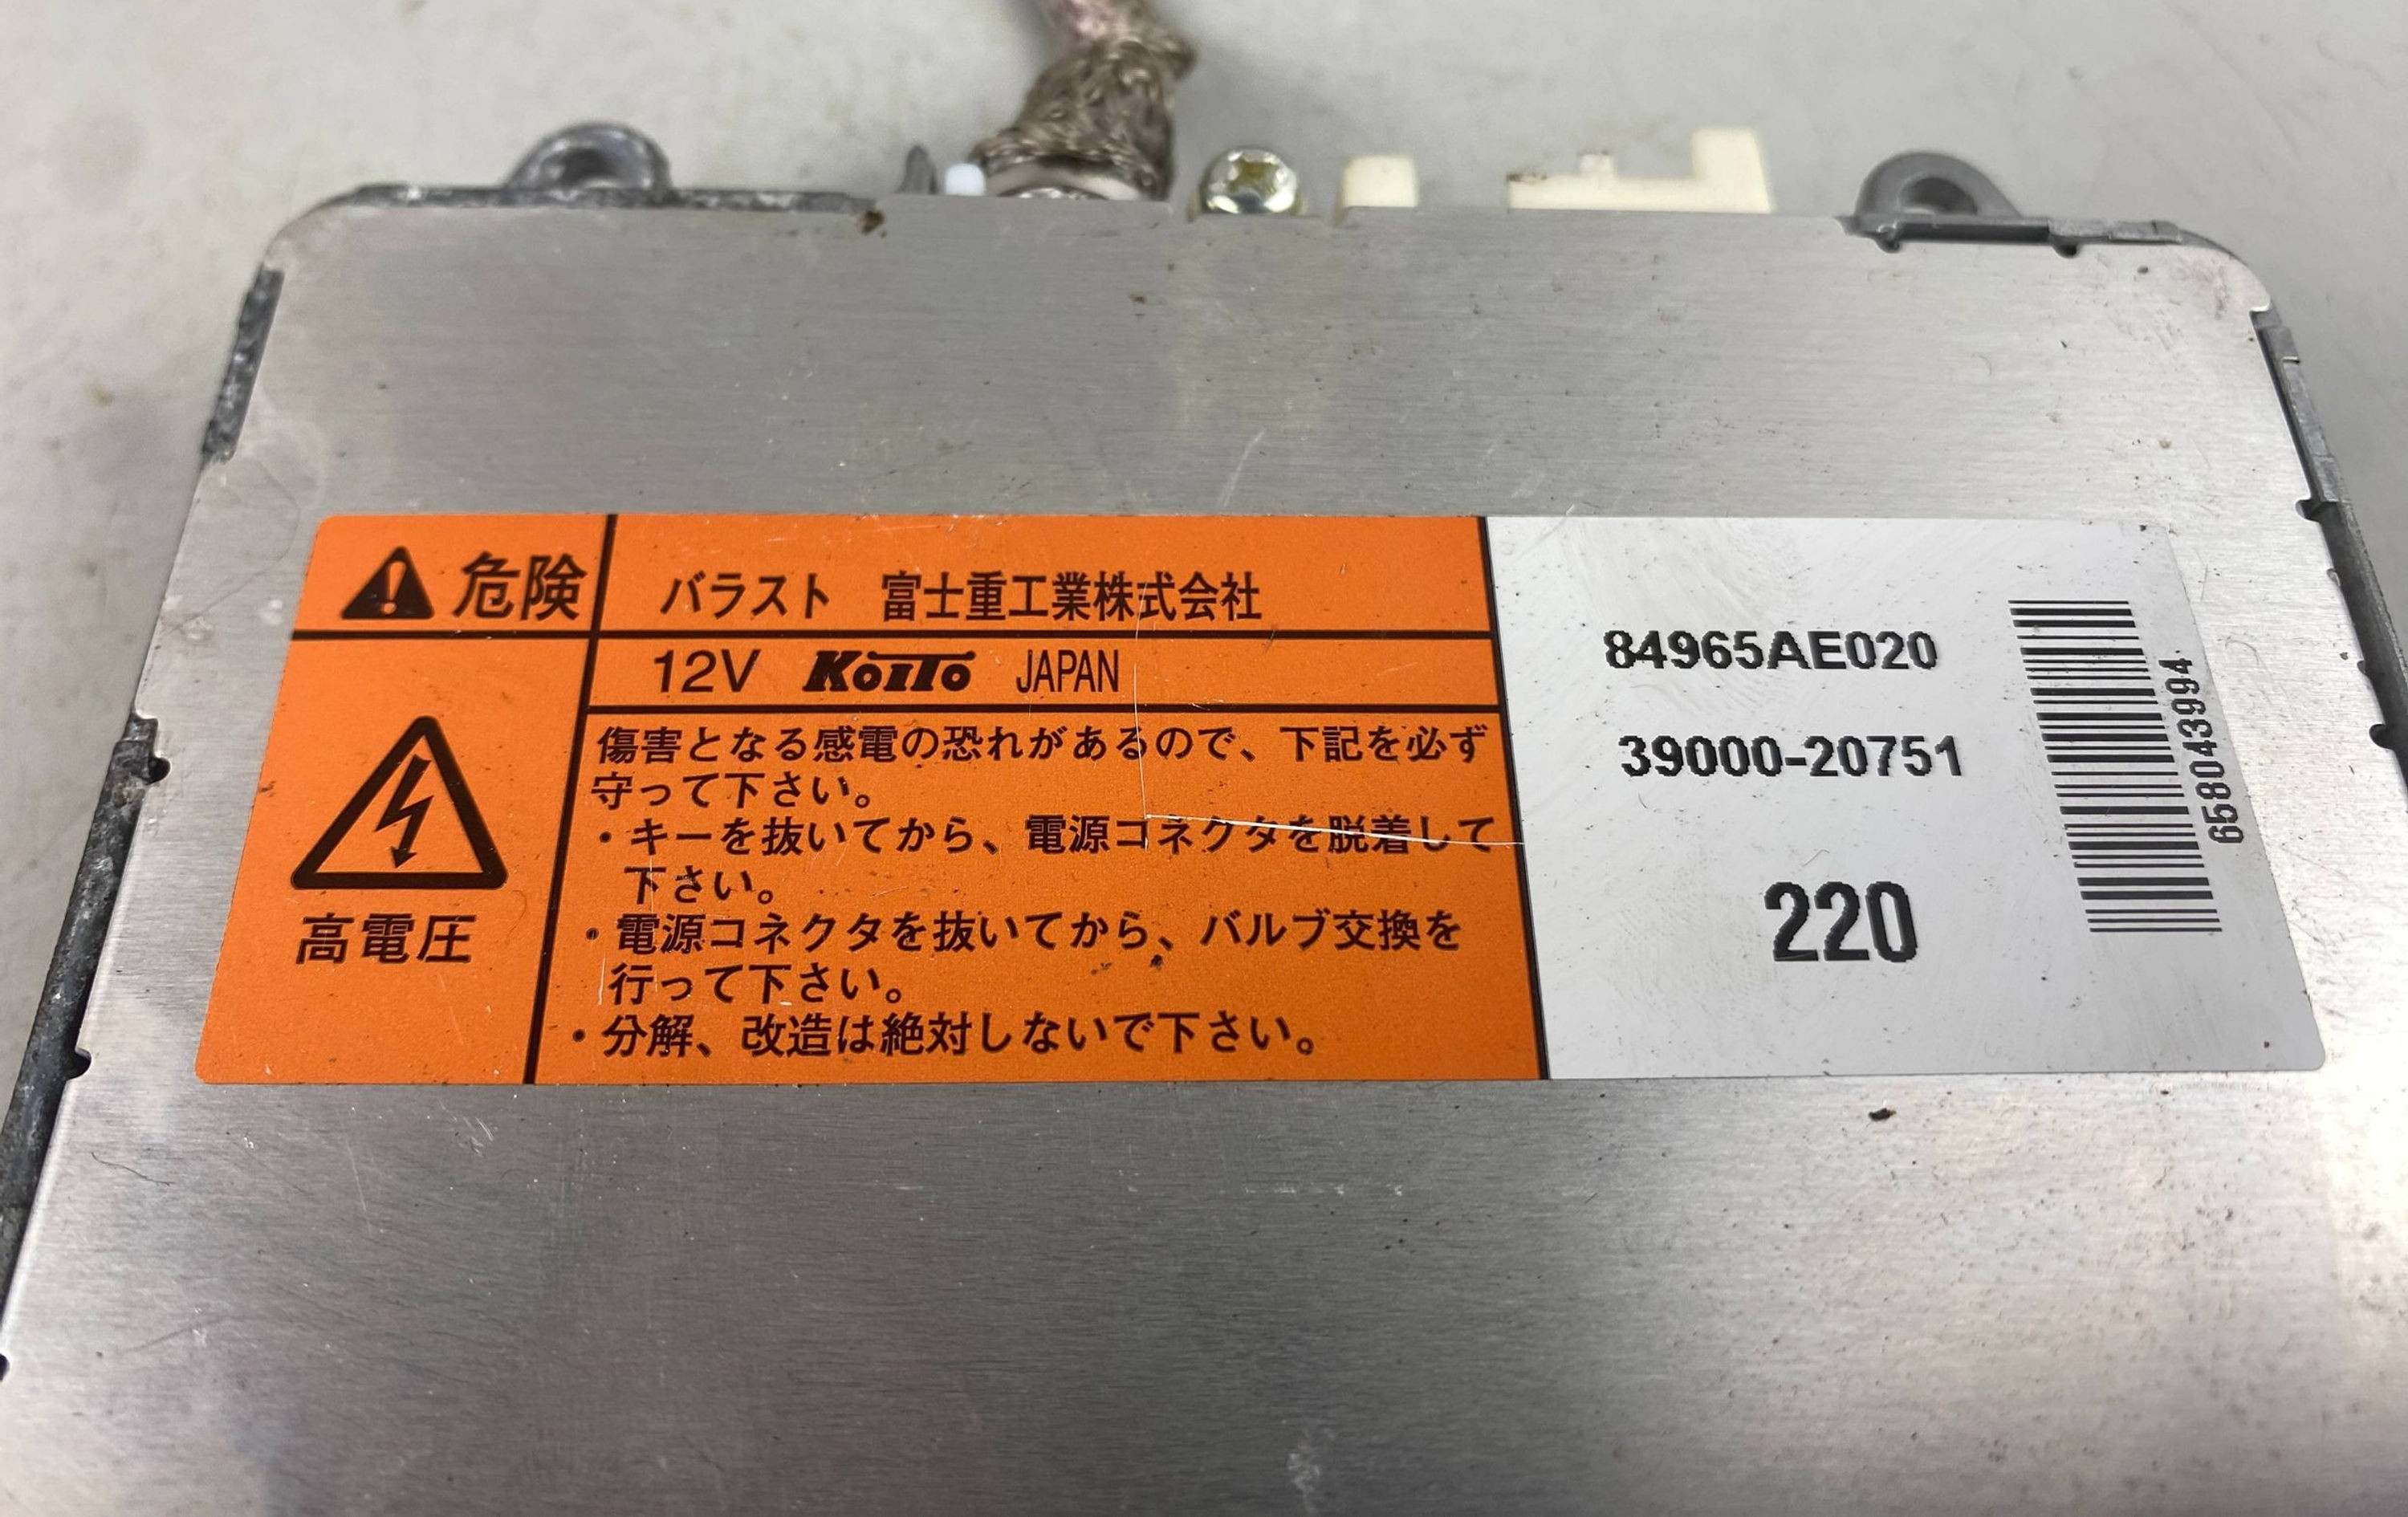 危険
バラスト 富士重工業株式会社
12V KOITO JAPAN
高電圧
傷害となる感電の恐れがあるので、下記を必ず
守って下さい。
・キーを抜いてから、電源コネクタを脱着して
下さい。
・電源コネクタを抜いてから、バルブ交換を
行って下さい。
・分解、改造は絶対しないで下さい。
84965AE020
39000-20751
220
658043994